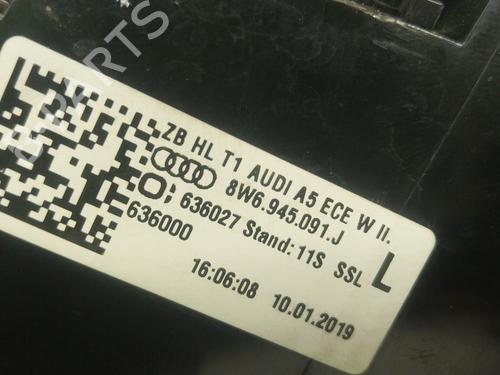 ZB HL T1 AUDI A5 ECE W II.
8W6.945.091.J
636027 Stand: 11S SSL L
636000
16:06:08 10.01.2019
B-PARTS